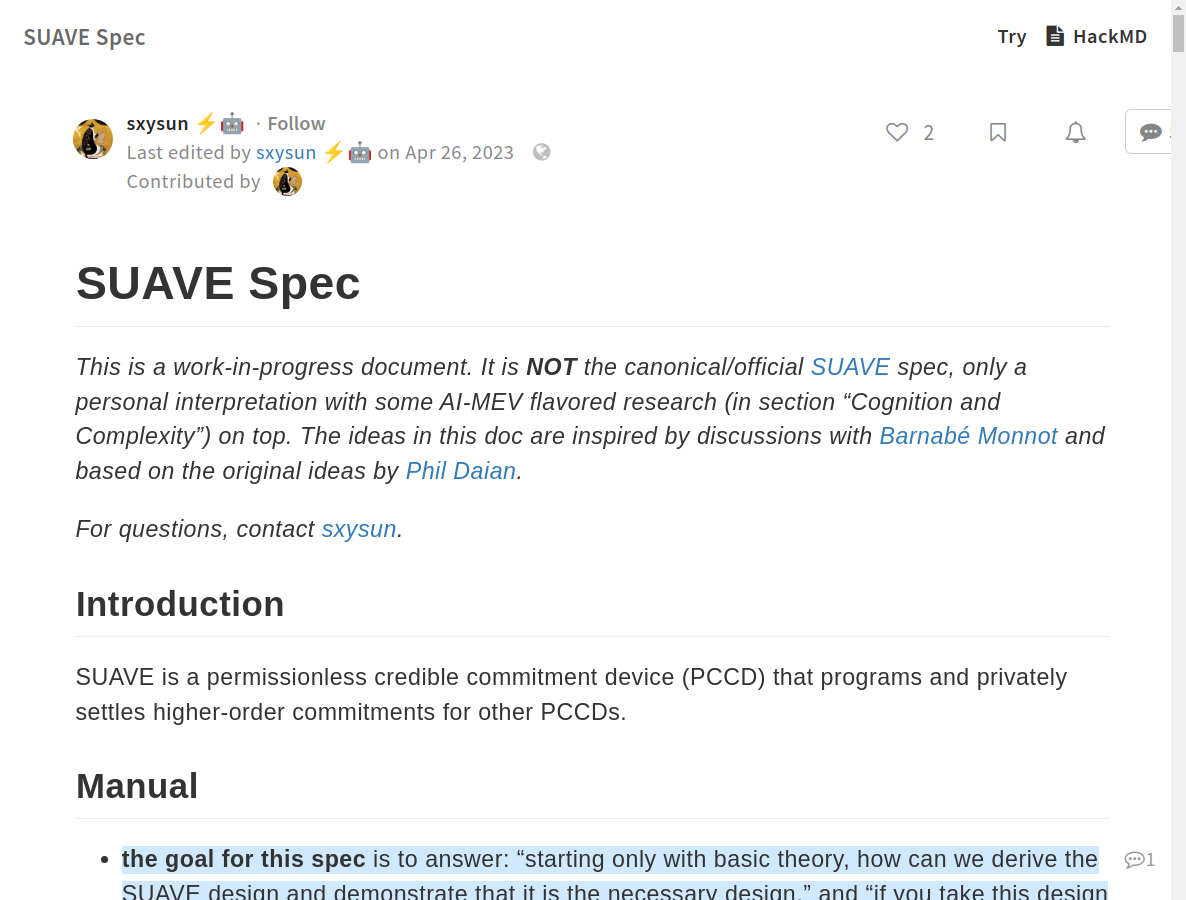 SUAVE Spec
Try HackMD
sxysun ⚡🤖 · Follow
2
Last edited by sxysun ⚡🤖 on Apr 26, 2023
Contributed by
SUAVE Spec
This is a work-in-progress document. It is NOT the canonical/official SUAVE spec, only a
personal interpretation with some AI-MEV flavored research (in section “Cognition and
Complexity”) on top. The ideas in this doc are inspired by discussions with Barnabé Monnot and
based on the original ideas by Phil Daian.
For questions, contact sxysun.
Introduction
SUAVE is a permissionless credible commitment device (PCCD) that programs and privately
settles higher-order commitments for other PCCDs.
Manual
• the goal for this spec is to answer: “starting only with basic theory, how can we derive the
1
SUAVE design and demonstrate that it is the necessary design.” and “if you take this design